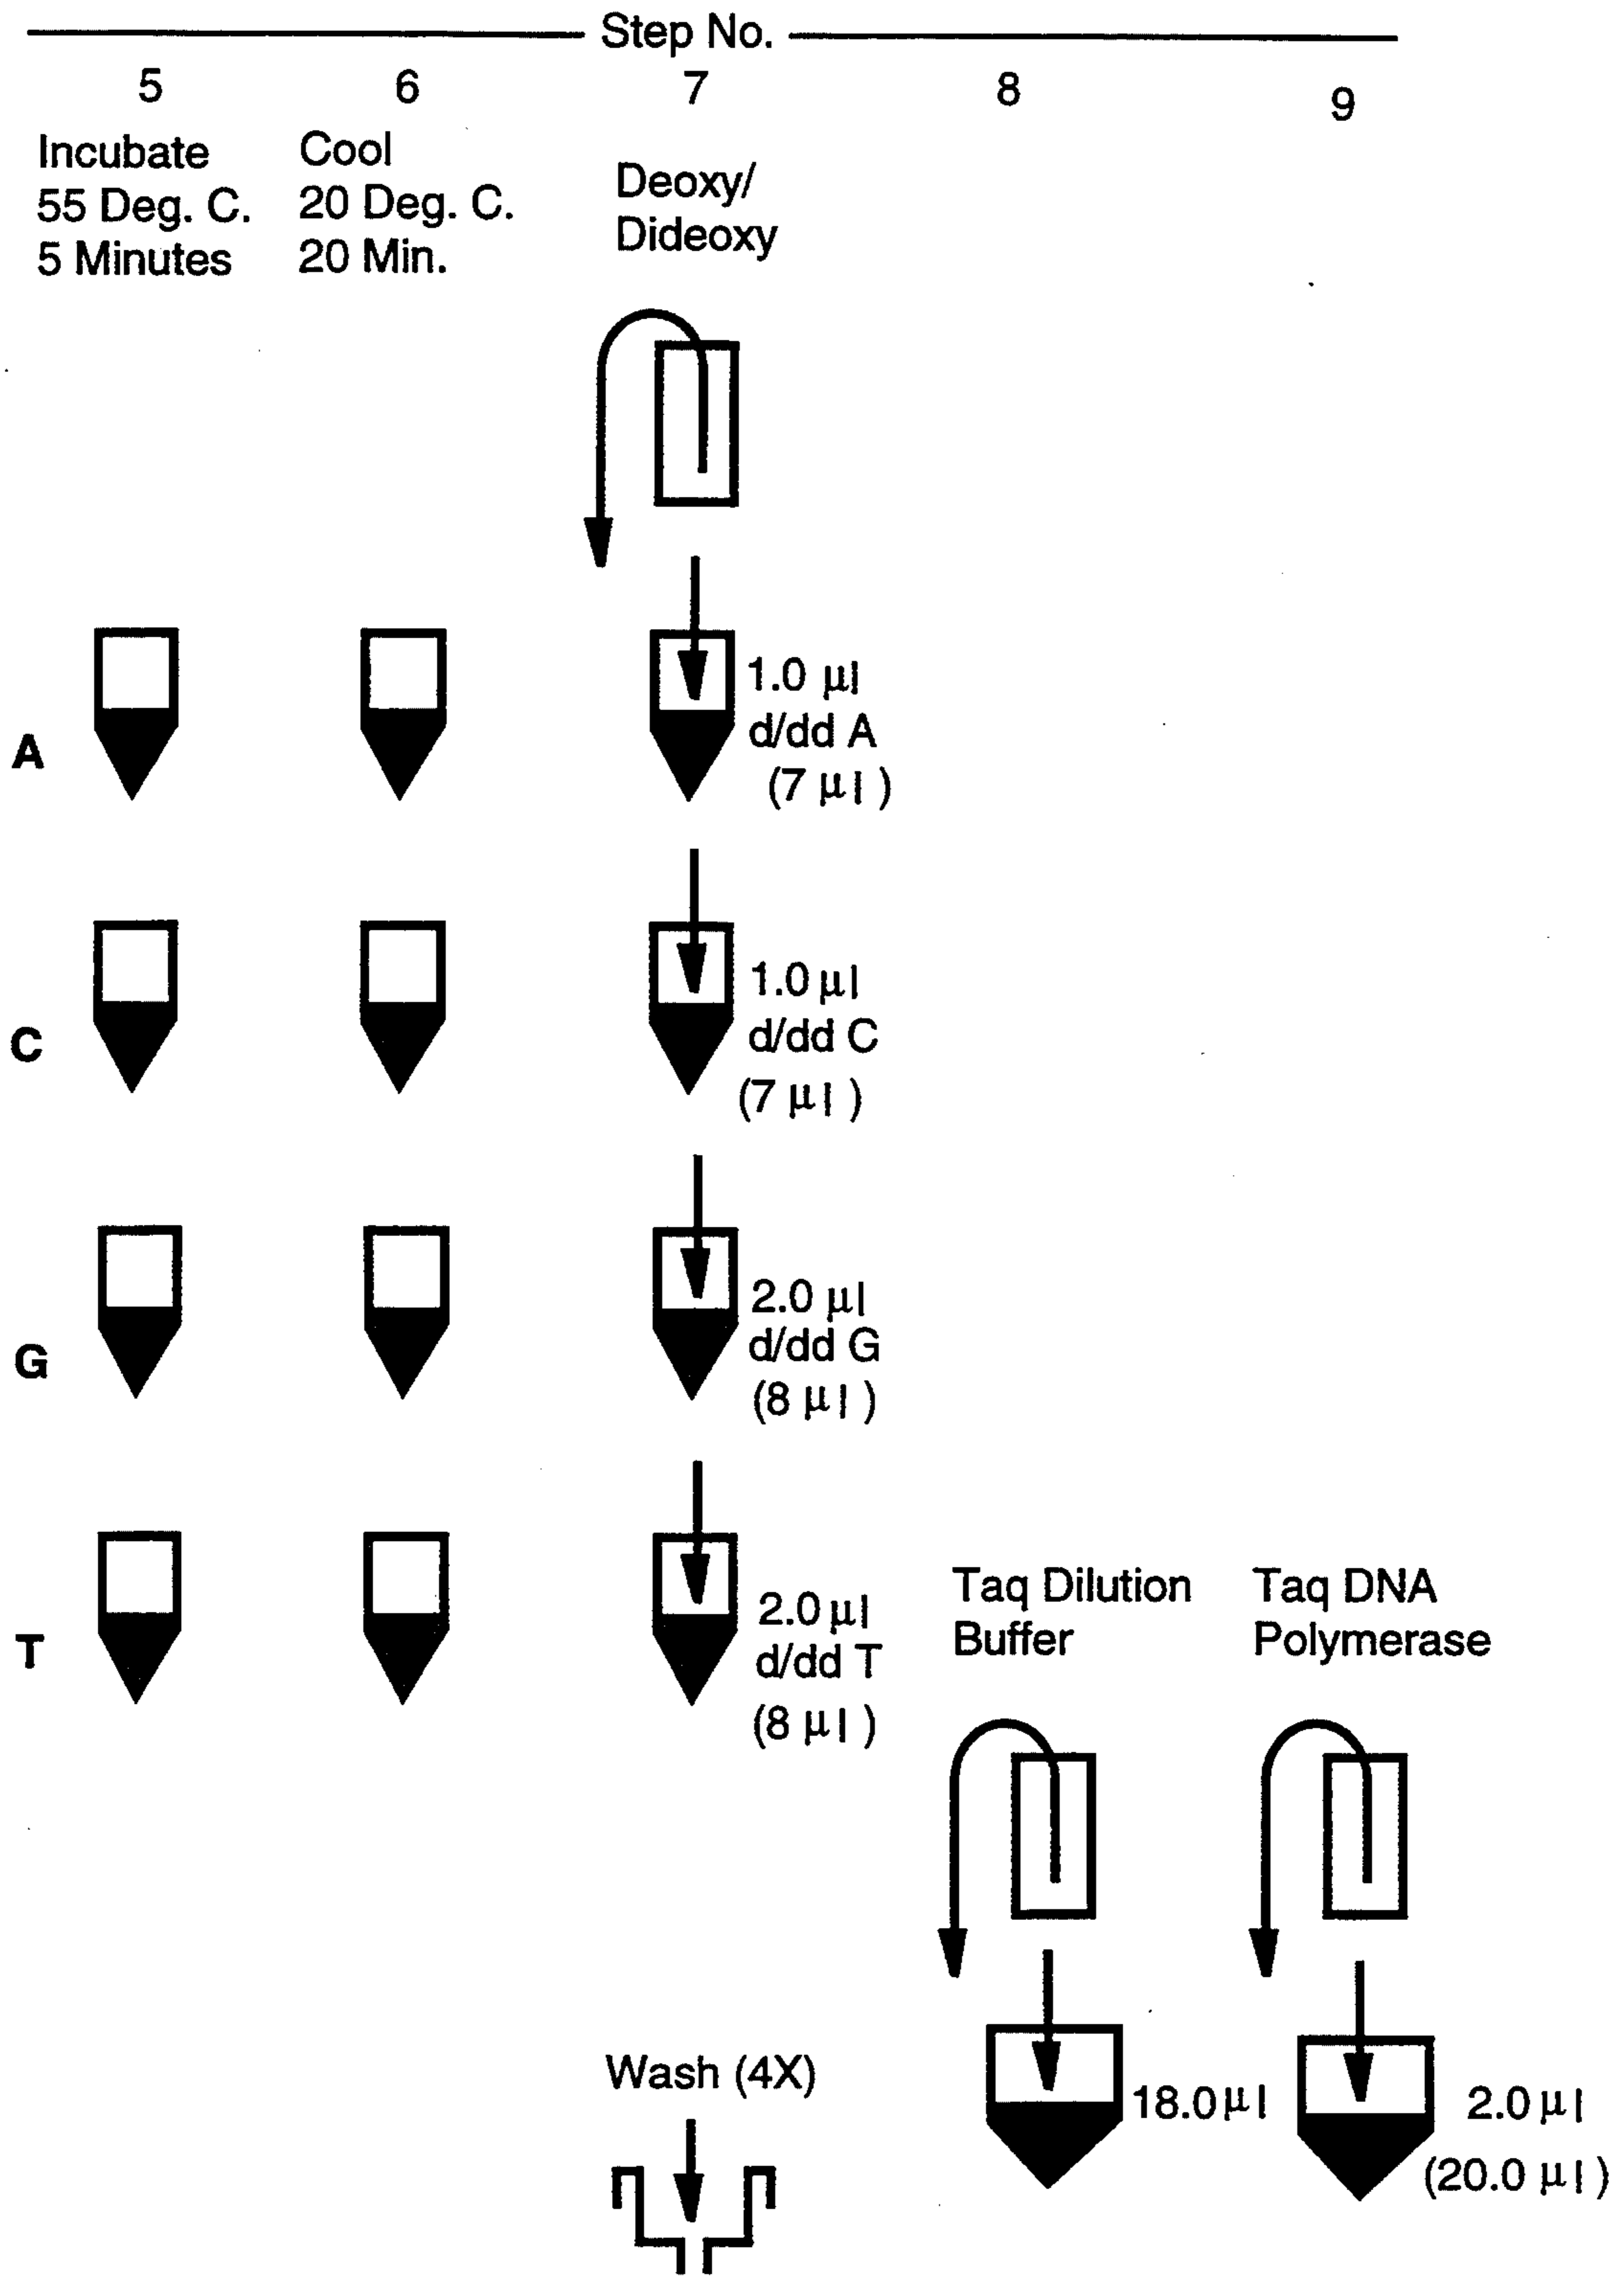 Step No.
5 6 7 8 9
Incubate
55 Deg. C.
5 Minutes
Cool
20 Deg. C.
20 Min.
Deoxy/
Dideoxy
A
1.0 µl
d/dd A
(7 µl )
C
1.0 µl
d/dd C
(7 µl )
G
2.0 µl
d/dd G
(8 µl )
T
2.0 µl
d/dd T
(8 µl )
Taq Dilution
Buffer
Taq DNA
Polymerase
Wash (4X)
18.0 µl
2.0 µl
(20.0 µl )